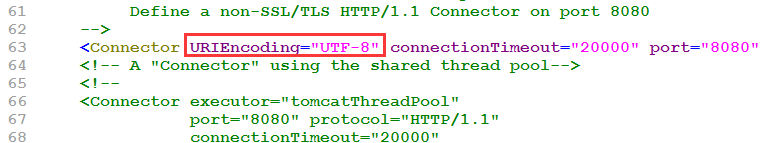 61 Define a non-SSL/TLS HTTP/1.1 Connector on port 8080
62 -->
63 <Connector URIEncoding="UTF-8" connectionTimeout="20000" port="8080"
64 <!-- A "Connector" using the shared thread pool-->
65 <!--
66 <Connector executor="tomcatThreadPool"
67 port="8080" protocol="HTTP/1.1"
68 connectionTimeout="20000"